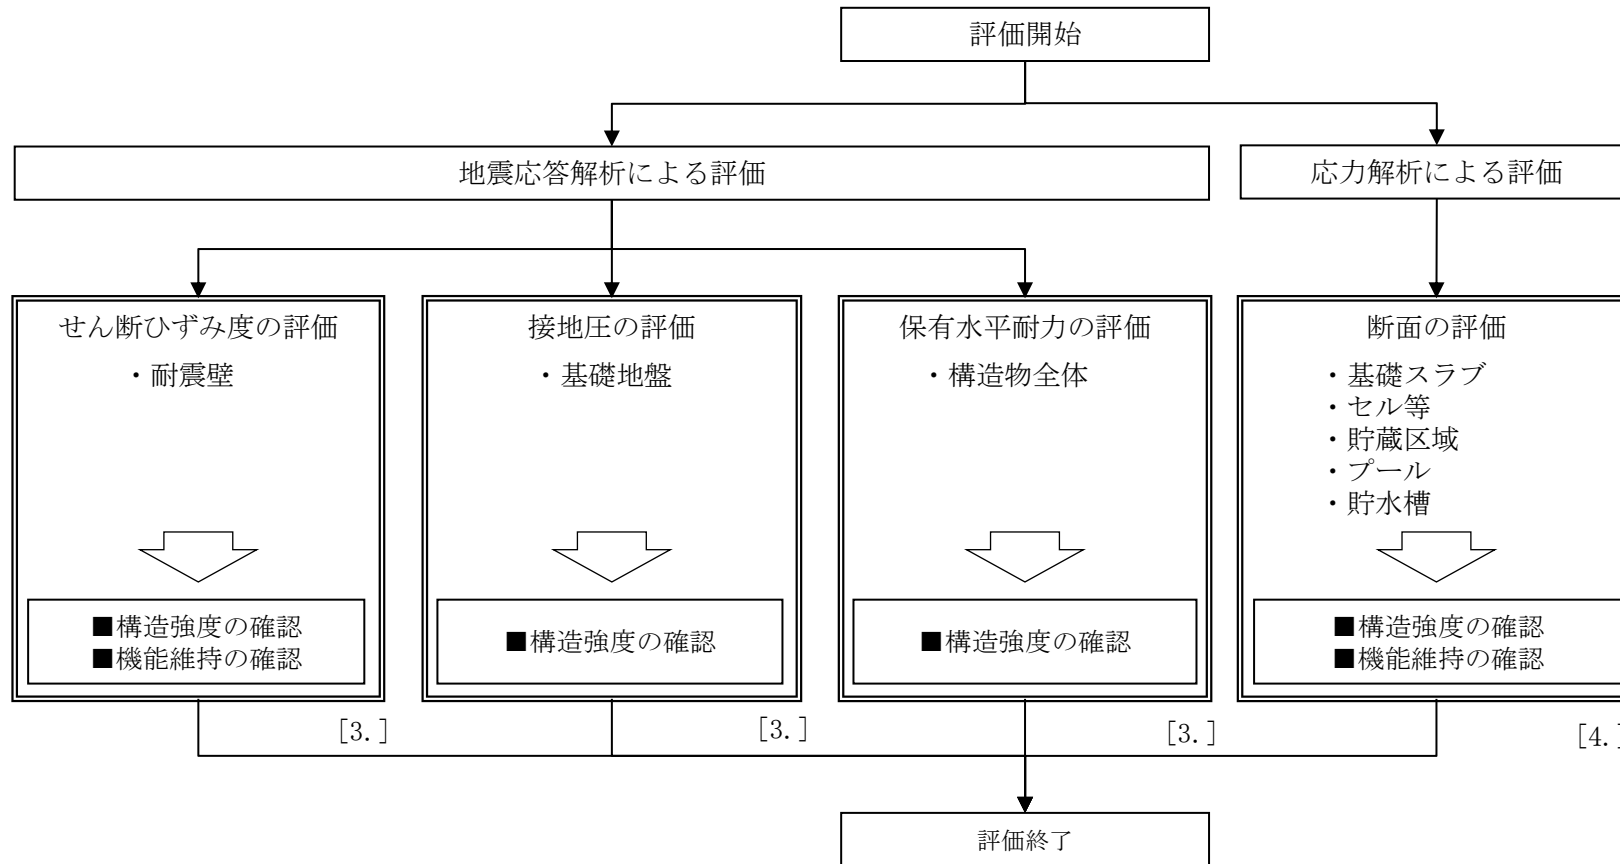 評価開始
地震応答解析による評価
応力解析による評価
せん断ひずみ度の評価
・耐震壁
■構造強度の確認
■機能維持の確認
[3.]
接地圧の評価
・基礎地盤
■構造強度の確認
[3.]
保有水平耐力の評価
・構造物全体
■構造強度の確認
[3.]
断面の評価
・基礎スラブ
・セル等
・貯蔵区域
・プール
・貯水槽
■構造強度の確認
■機能維持の確認
[4.]
評価終了